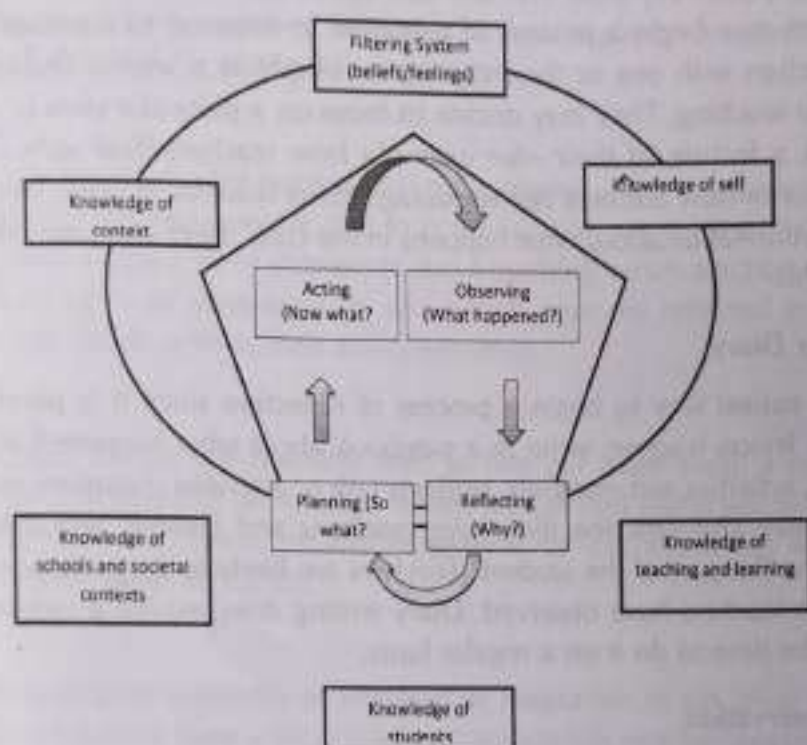 Filtering System
(beliefs/feelings)
Knowledge of
context
Knowledge of self
Acting
(Now what?
Observing
(What happened?)
Planning (So
what?
Reflecting
(Why?)
Knowledge of
schools and societal
contexts
Knowledge of
teaching and learning
Knowledge of
students